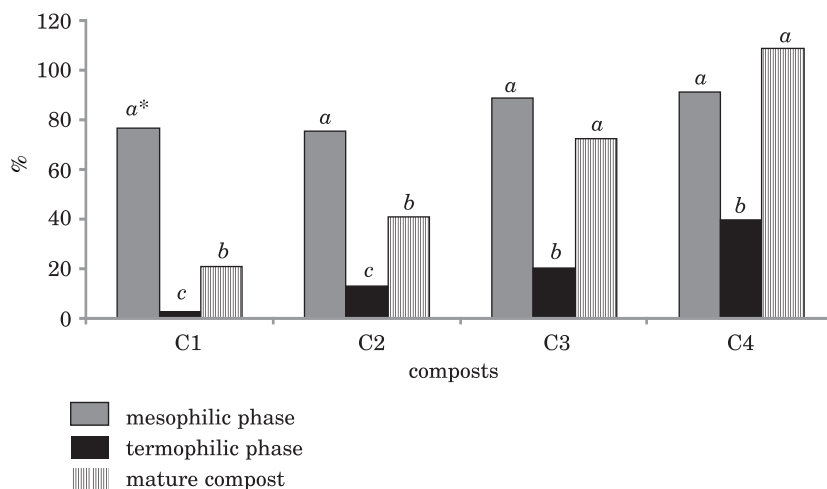 120
100
80
60
40
20
0
%
a*
c
b
a
c
b
a
b
a
a
b
a
C1 C2 C3 C4
composts
mesophilic phase
termophilic phase
mature compost